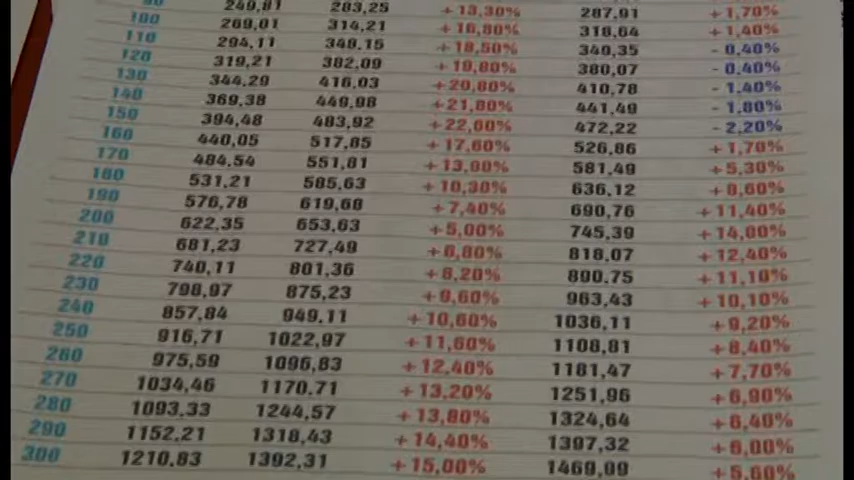 283,25 +13,30% 287,91 +1,70%
100 269,01 314,21 +16,80% 318,64 +1,40%
110 294,11 348,15 +18,50% 349,35 - 0,40%
120 319,21 382,09 +19,80% 380,07 - 0,40%
130 344,29 416,03 +20,80% 410,78 - 1,40%
140 369,38 449,98 +21,80% 441,49 - 1,80%
150 394,48 483,92 +22,60% 472,22 - 2,20%
160 440,05 517,85 +17,60% 526,86 +1,70%
170 484,54 551,81 +13,90% 581,49 +5,30%
180 531,21 585,63 +10,30% 636,12 +8,60%
190 576,78 619,68 +7,40% 690,76 +11,40%
200 622,35 653,63 +5,00% 745,39 +14,00%
210 681,23 727,49 +6,80% 818,07 +12,40%
220 740,11 801,36 +8,20% 890,75 +11,10%
230 798,97 875,23 +9,60% 963,43 +10,10%
240 857,84 949,11 +10,60% 1036,11 +9,20%
250 916,71 1022,97 +11,60% 1108,81 +8,40%
260 975,59 1096,83 +12,40% 1181,47 +7,70%
270 1034,46 1170,71 +13,20% 1251,96 +6,90%
280 1093,33 1244,57 +13,80% 1324,64 +6,40%
290 1152,21 1318,43 +14,40% 1397,32 +6,00%
300 1210,83 1392,31 +15,00% 1469,99 +5,60%